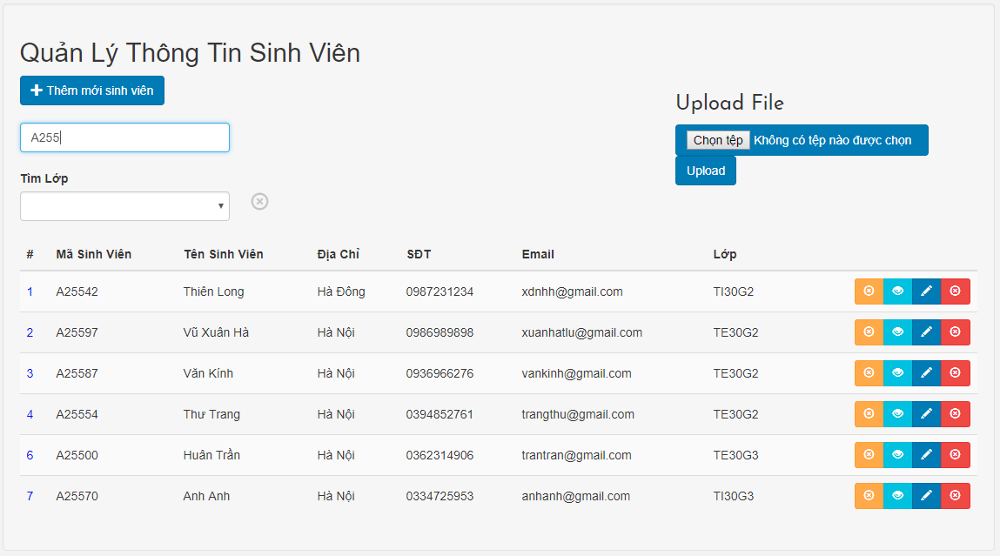 Quản Lý Thông Tin Sinh Viên
Thêm mới sinh viên
A255
Tìm Lớp
Upload File
Chọn tệp Không có tệp nào được chọn
Upload
# Mã Sinh Viên Tên Sinh Viên Địa Chỉ SĐT Email Lớp
1 A25542 Thiên Long Hà Đông 0987231234 xdnhh@gmail.com TI30G2
2 A25597 Vũ Xuân Hà Hà Nội 0986989898 xuanhatlu@gmail.com TE30G2
3 A25587 Văn Kính Hà Nội 0936966276 vankinh@gmail.com TE30G2
4 A25554 Thư Trang Hà Nội 0394852761 trangthu@gmail.com TE30G2
6 A25500 Huân Trần Hà Nội 0362314906 trantran@gmail.com TE30G3
7 A25570 Anh Anh Hà Nội 0334725953 anhanh@gmail.com TI30G3